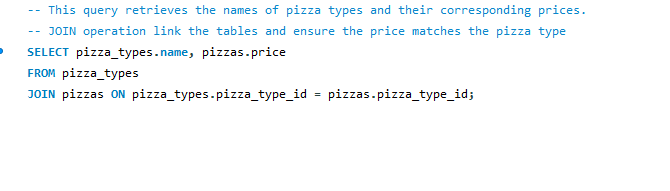 -- This query retrieves the names of pizza types and their corresponding prices.
-- JOIN operation link the tables and ensure the price matches the pizza type
SELECT pizza_types.name, pizzas.price
FROM pizza_types
JOIN pizzas ON pizza_types.pizza_type_id = pizzas.pizza_type_id;